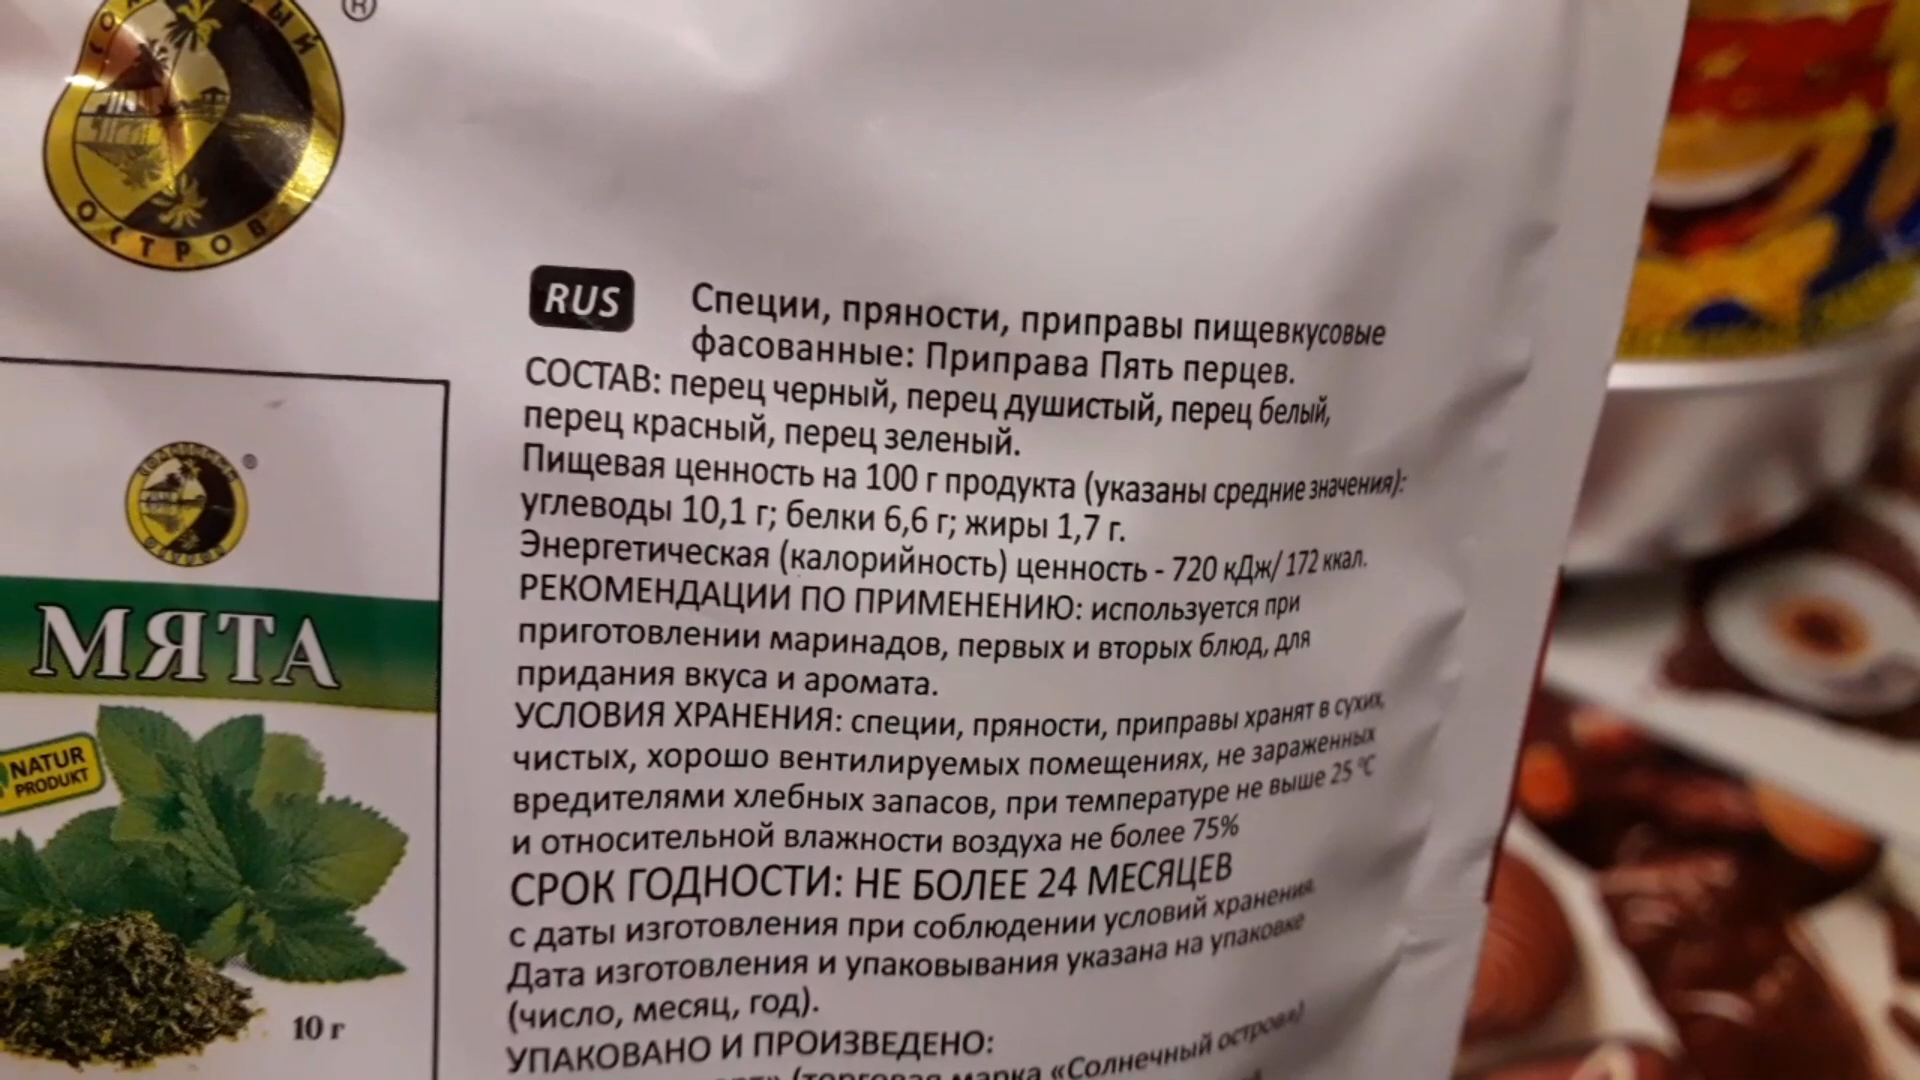 ®
ОСТРОВ
RUS
Специи, пряности, приправы пищевкусовые
фасованные: Приправа Пять перцев.
СОСТАВ: перец черный, перец душистый, перец белый,
перец красный, перец зеленый.
Пищевая ценность на 100 г продукта (указаны средние значения):
углеводы 10,1 г; белки 6,6 г; жиры 1,7 г.
Энергетическая (калорийность) ценность - 720 кДж/ 172 ккал.
РЕКОМЕНДАЦИИ ПО ПРИМЕНЕНИЮ: используется при
приготовлении маринадов, первых и вторых блюд, для
придания вкуса и аромата.
УСЛОВИЯ ХРАНЕНИЯ: специи, пряности, приправы хранят в сухих,
чистых, хорошо вентилируемых помещениях, не зараженных
вредителями хлебных запасов, при температуре не выше 25 °С
и относительной влажности воздуха не более 75%
СРОК ГОДНОСТИ: НЕ БОЛЕЕ 24 МЕСЯЦЕВ
с даты изготовления при соблюдении условий хранения.
Дата изготовления и упаковывания указана на упаковке
(число, месяц, год).
УПАКОВАНО И ПРОИЗВЕДЕНО:
(торговая марка «Солнечный остров»)
МЯТА
NATUR
PRODUKT
10 г